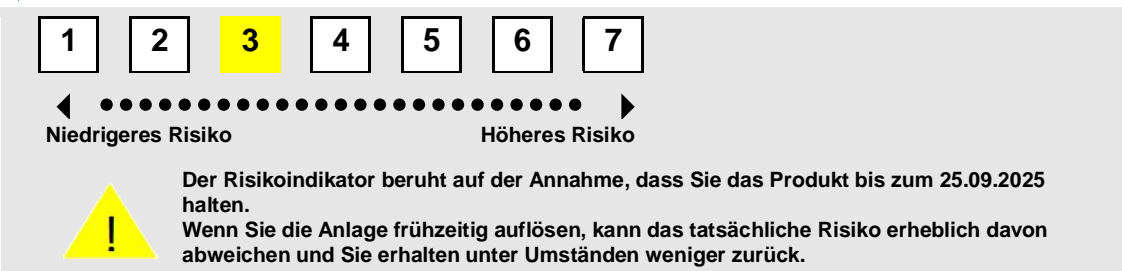 1 2 3 4 5 6 7
Niedrigeres Risiko Höheres Risiko
Der Risikoindikator beruht auf der Annahme, dass Sie das Produkt bis zum 25.09.2025
halten.
Wenn Sie die Anlage frühzeitig auflösen, kann das tatsächliche Risiko erheblich davon
abweichen und Sie erhalten unter Umständen weniger zurück.
!